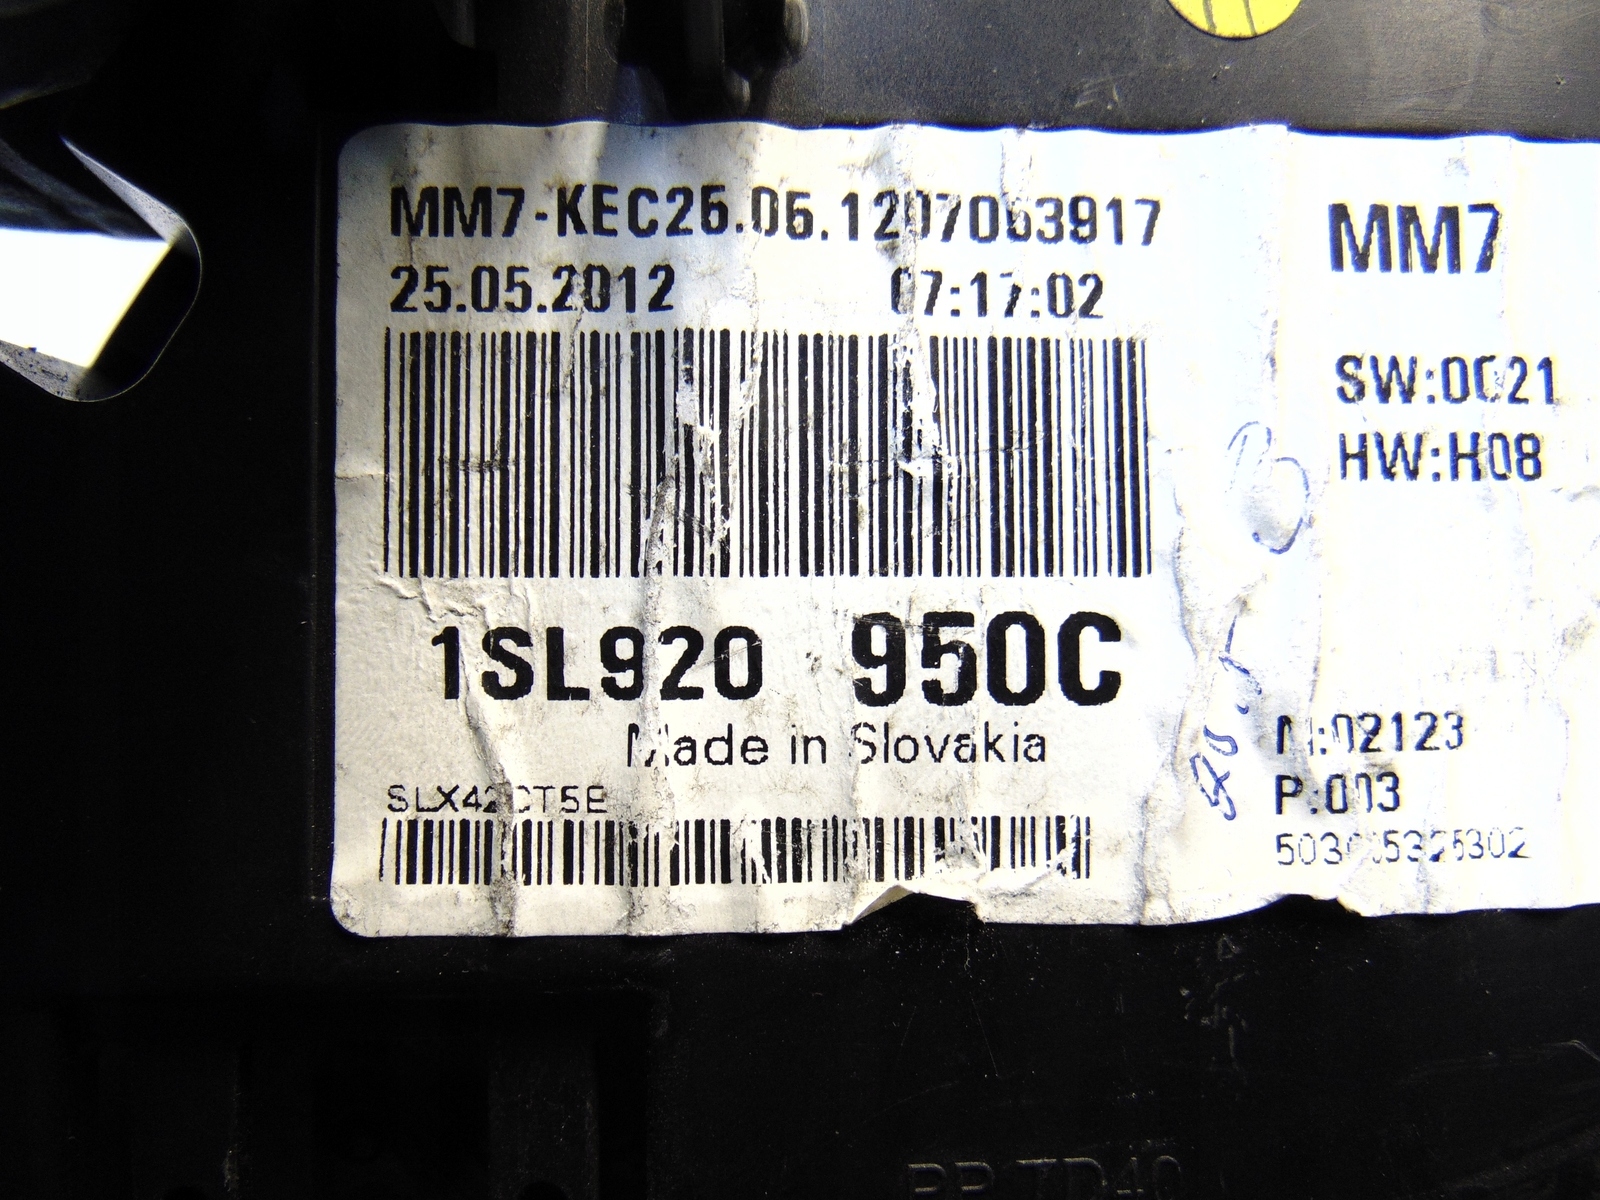 MM7-KEC26.06.1207063917
25.05.2012 07:17:02
1SL920 950C
Made in Slovakia
MM7
SW:0021
HW:H08
:02123
P:003